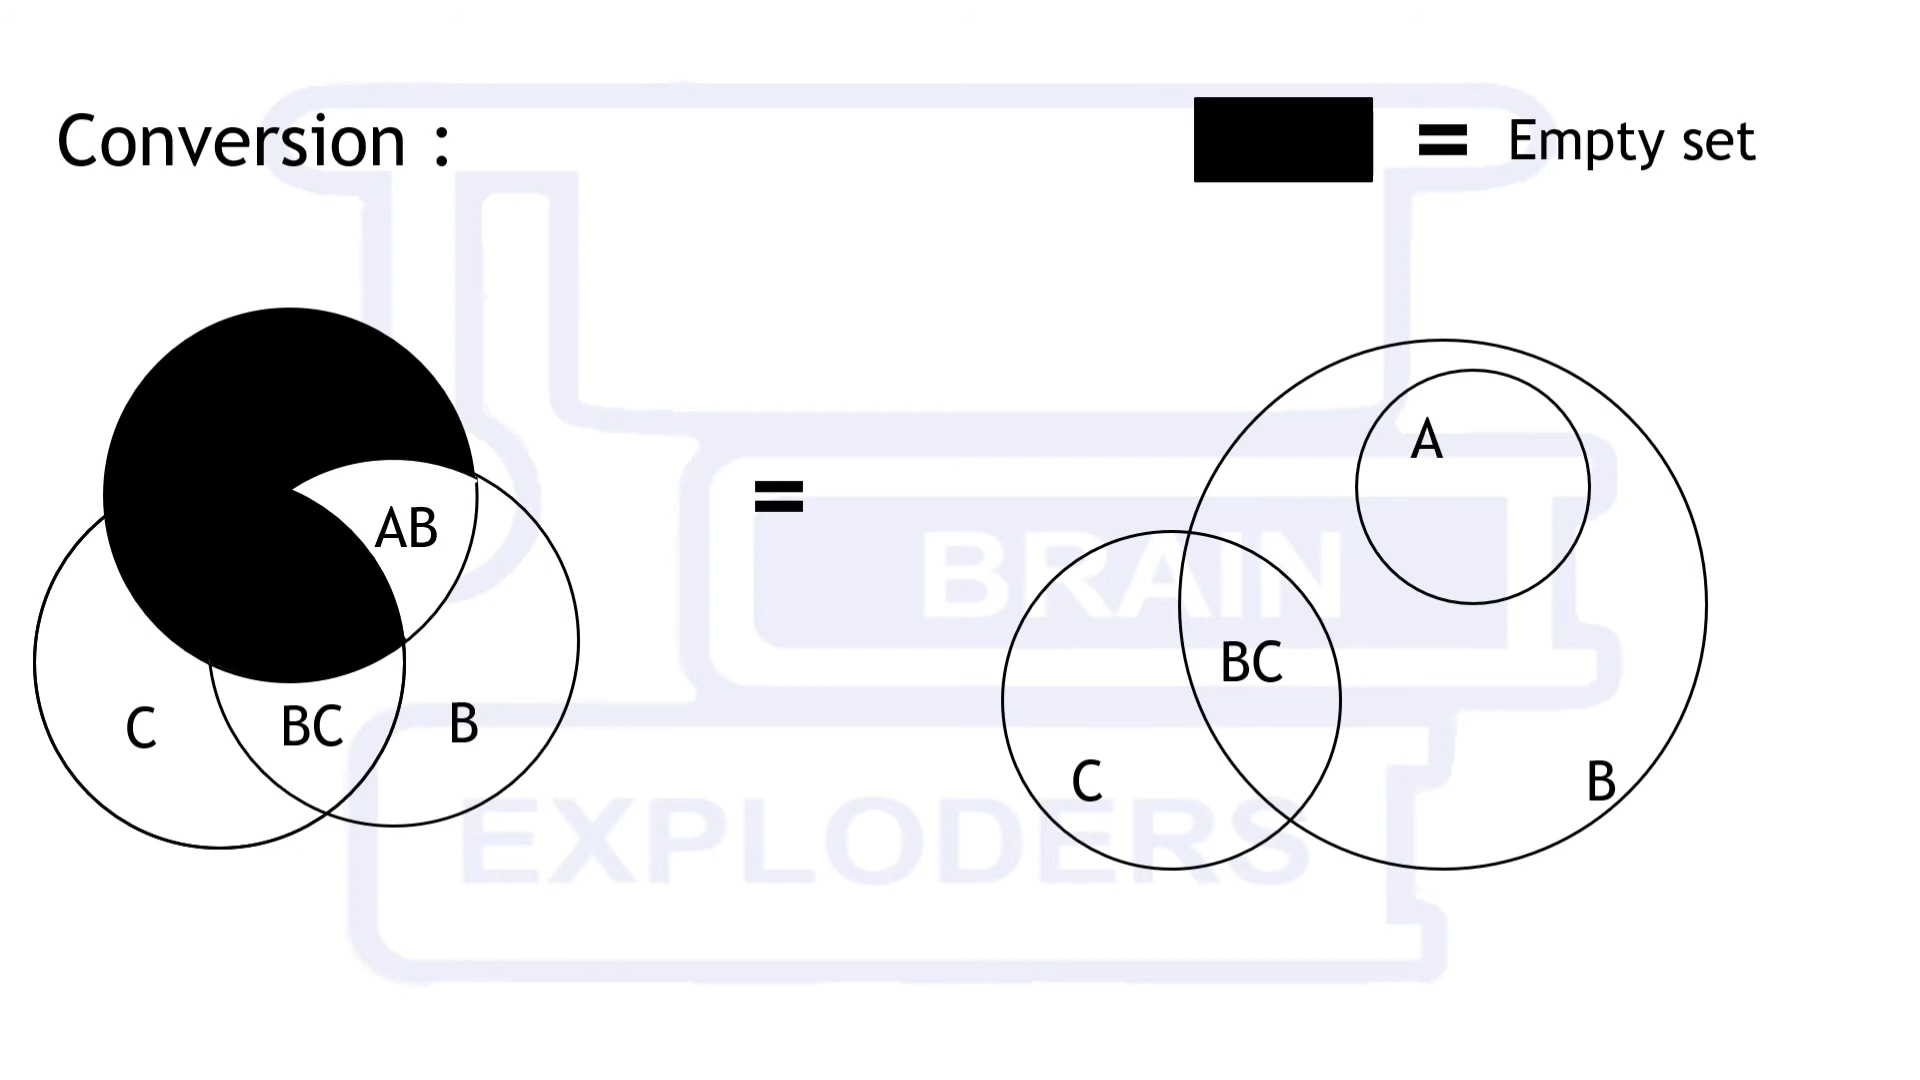 Conversion :
= Empty set
AB
C BC B
=
A
BC
C
B
BRAIN
EXPLODERS